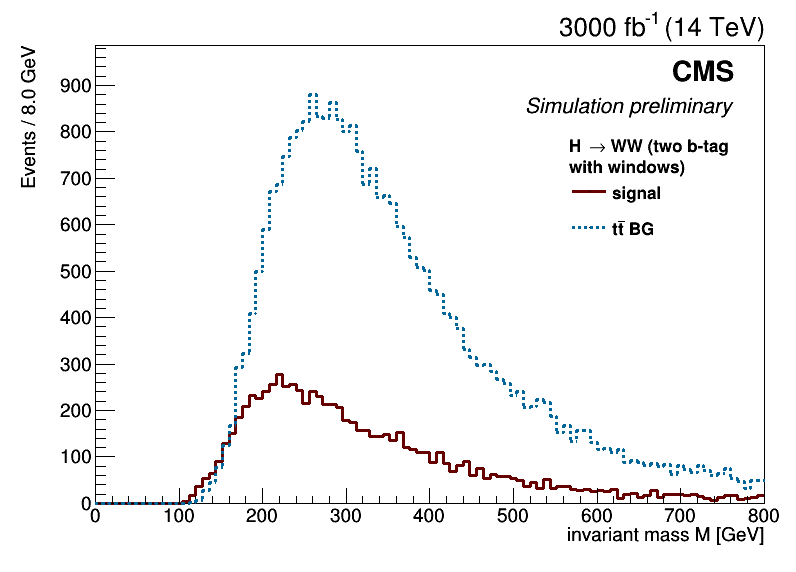 3000 fb⁻¹ (14 TeV)
CMS
Simulation preliminary
H → WW (two b-tag
with windows)
signal
tt̄ BG
Events / 8.0 GeV
900
800
700
600
500
400
300
200
100
0
0 100 200 300 400 500 600 700 800
invariant mass M [GeV]